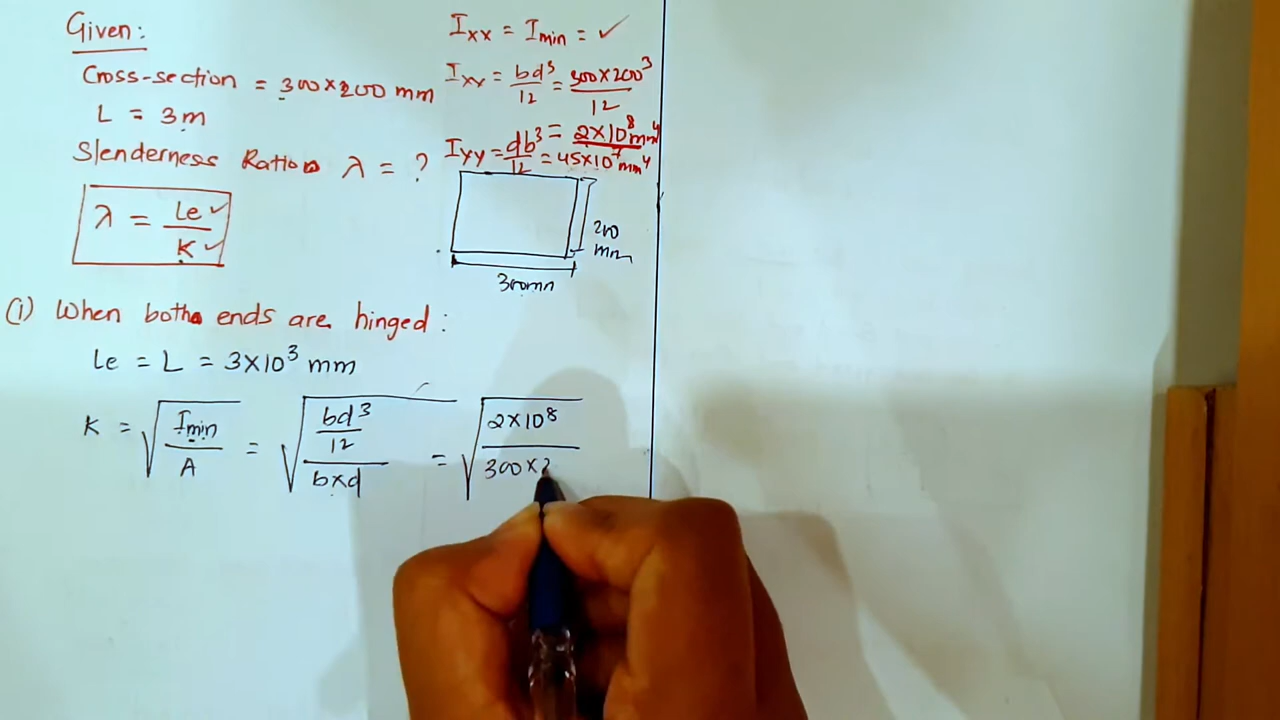 Given:
Cross-section = 300×200 mm
L = 3m
Slenderness Ratio λ = ?
λ = Le / K
Ixx = Imin = ✓
Ixx = bd³/12 = 300×200³/12
= 2×10⁸ mm⁴
Iyy = db³/12 = 45×10⁷ mm⁴
200 mm
300mm
(i) When both ends are hinged :
Le = L = 3×10³ mm
K = √(Imin/A) = √((bd³/12)/(b×d)) = √(2×10⁸/300×2